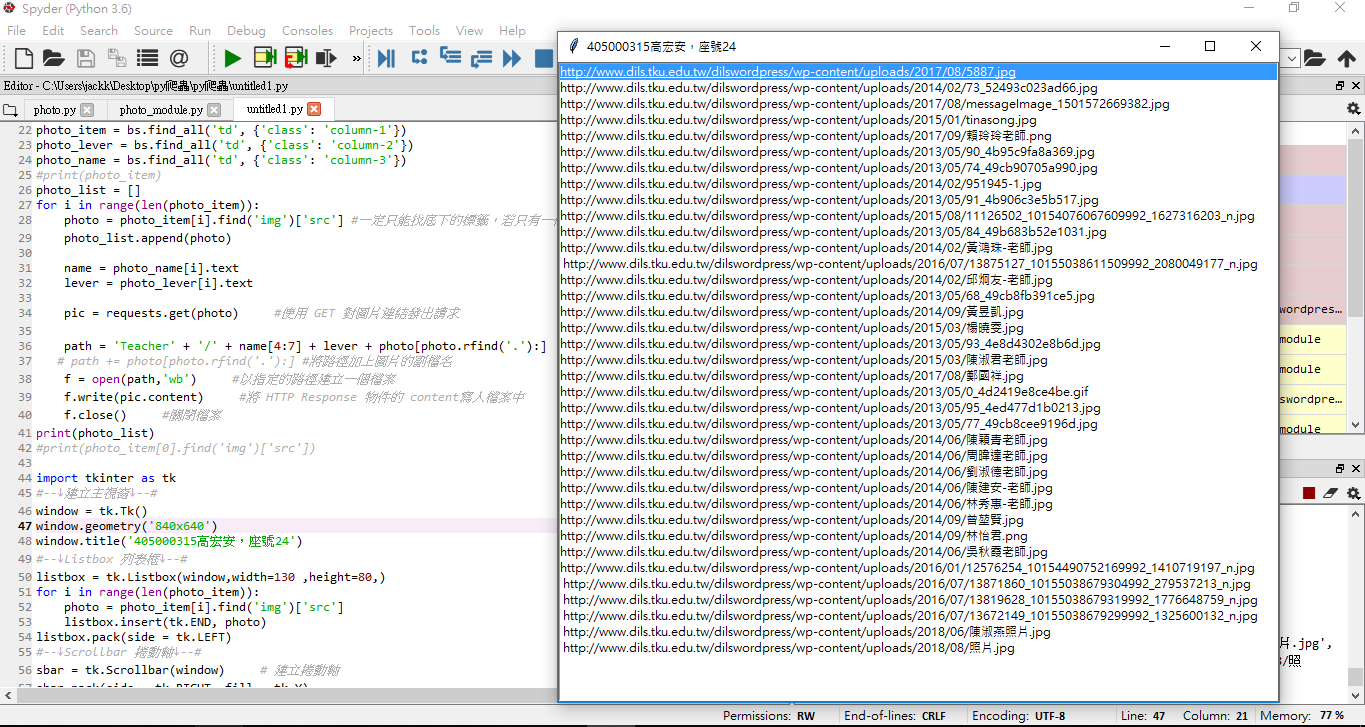 Spyder (Python 3.6)
File Edit Search Source Run Debug Consoles Projects Tools View Help
Editor - C:\Users\jackk\Desktop\py爬蟲\py爬蟲\untitled1.py
photo.py photo_module.py untitled1.py
22 photo_item = bs.find_all('td', {'class': 'column-1'})
23 photo_lever = bs.find_all('td', {'class': 'column-2'})
24 photo_name = bs.find_all('td', {'class': 'column-3'})
25 #print(photo_item)
26 photo_list = []
27 for i in range(len(photo_item)):
28 photo = photo_item[i].find('img')['src'] #一定只能找底下的標籤，若只有一
29 photo_list.append(photo)
30
31 name = photo_name[i].text
32 lever = photo_lever[i].text
33
34 pic = requests.get(photo) #使用 GET 對圖片連結發出請求
35
36 path = 'Teacher' + '/' + name[4:7] + lever + photo[photo.rfind('.'):]
37 # path += photo[photo.rfind('.'):] #將路徑加上圖片的副檔名
38 f = open(path,'wb') #以指定的路徑建立一個檔案
39 f.write(pic.content) #將 HTTP Response 物件的 content寫入檔案中
40 f.close() #關閉檔案
41 print(photo_list)
42 #print(photo_item[0].find('img')['src'])
43
44 import tkinter as tk
45 #--↓建立主視窗↓--#
46 window = tk.Tk()
47 window.geometry('840x640')
48 window.title('405000315高宏安，座號24')
49 #--↓Listbox 列表框↓--#
50 listbox = tk.Listbox(window,width=130 ,height=80,)
51 for i in range(len(photo_item)):
52 photo = photo_item[i].find('img')['src']
53 listbox.insert(tk.END, photo)
54 listbox.pack(side = tk.LEFT)
55 #--↓Scrollbar 捲動軸↓--#
56 sbar = tk.Scrollbar(window) # 建立捲動軸
405000315高宏安，座號24
http://www.dils.tku.edu.tw/dilswordpress/wp-content/uploads/2017/08/5887.jpg
http://www.dils.tku.edu.tw/dilswordpress/wp-content/uploads/2014/02/73_52493c023ad66.jpg
http://www.dils.tku.edu.tw/dilswordpress/wp-content/uploads/2017/08/messageImage_1501572669382.jpg
http://www.dils.tku.edu.tw/dilswordpress/wp-content/uploads/2015/01/tinasong.jpg
http://www.dils.tku.edu.tw/dilswordpress/wp-content/uploads/2017/09/賴玲玲老師.png
http://www.dils.tku.edu.tw/dilswordpress/wp-content/uploads/2013/05/90_4b95c9fa8a369.jpg
http://www.dils.tku.edu.tw/dilswordpress/wp-content/uploads/2013/05/74_49cb90705a990.jpg
http://www.dils.tku.edu.tw/dilswordpress/wp-content/uploads/2014/02/951945-1.jpg
http://www.dils.tku.edu.tw/dilswordpress/wp-content/uploads/2013/05/91_4b906c3e5b517.jpg
http://www.dils.tku.edu.tw/dilswordpress/wp-content/uploads/2015/08/11126502_10154076067609992_1627316203_n.jpg
http://www.dils.tku.edu.tw/dilswordpress/wp-content/uploads/2013/05/84_49b683b52e1031.jpg
http://www.dils.tku.edu.tw/dilswordpress/wp-content/uploads/2014/02/黃鴻珠-老師.jpg
http://www.dils.tku.edu.tw/dilswordpress/wp-content/uploads/2016/07/13875127_10155038611509992_2080049177_n.jpg
http://www.dils.tku.edu.tw/dilswordpress/wp-content/uploads/2014/02/邱炯友-老師.jpg
http://www.dils.tku.edu.tw/dilswordpress/wp-content/uploads/2013/05/68_49cb8fb391ce5.jpg
http://www.dils.tku.edu.tw/dilswordpress/wp-content/uploads/2014/09/黃昱凱.jpg
http://www.dils.tku.edu.tw/dilswordpress/wp-content/uploads/2015/03/楊曉雯.jpg
http://www.dils.tku.edu.tw/dilswordpress/wp-content/uploads/2013/05/93_4e8d4302e8b6d.jpg
http://www.dils.tku.edu.tw/dilswordpress/wp-content/uploads/2015/03/陳淑君老師.jpg
http://www.dils.tku.edu.tw/dilswordpress/wp-content/uploads/2017/08/鄭國祥.jpg
http://www.dils.tku.edu.tw/dilswordpress/wp-content/uploads/2013/05/0_4d2419e8ce4be.gif
http://www.dils.tku.edu.tw/dilswordpress/wp-content/uploads/2013/05/95_4ed477d1b0213.jpg
http://www.dils.tku.edu.tw/dilswordpress/wp-content/uploads/2013/05/77_49cb8cee9196d.jpg
http://www.dils.tku.edu.tw/dilswordpress/wp-content/uploads/2014/06/陳穎青老師.jpg
http://www.dils.tku.edu.tw/dilswordpress/wp-content/uploads/2014/06/周暐達老師.jpg
http://www.dils.tku.edu.tw/dilswordpress/wp-content/uploads/2014/06/劉淑德老師.jpg
http://www.dils.tku.edu.tw/dilswordpress/wp-content/uploads/2014/06/陳建安-老師.jpg
http://www.dils.tku.edu.tw/dilswordpress/wp-content/uploads/2014/06/林秀惠-老師.jpg
http://www.dils.tku.edu.tw/dilswordpress/wp-content/uploads/2014/09/曾堃賢.jpg
http://www.dils.tku.edu.tw/dilswordpress/wp-content/uploads/2014/09/林怡君.png
http://www.dils.tku.edu.tw/dilswordpress/wp-content/uploads/2014/06/吳秋霞老師.jpg
http://www.dils.tku.edu.tw/dilswordpress/wp-content/uploads/2016/01/12576254_10154490752169992_1410719197_n.jpg
http://www.dils.tku.edu.tw/dilswordpress/wp-content/uploads/2016/07/13871860_10155038679304992_279537213_n.jpg
http://www.dils.tku.edu.tw/dilswordpress/wp-content/uploads/2016/07/13819628_10155038679319992_1776648759_n.jpg
http://www.dils.tku.edu.tw/dilswordpress/wp-content/uploads/2016/07/13672149_10155038679299992_1325600132_n.jpg
http://www.dils.tku.edu.tw/dilswordpress/wp-content/uploads/2018/06/陳淑燕照片.jpg
http://www.dils.tku.edu.tw/dilswordpress/wp-content/uploads/2018/08/照片.jpg
wordpres…
module
module
swordpre…
module
片.jpg',
/照
Permissions: RW End-of-lines: CRLF Encoding: UTF-8 Line: 47 Column: 21 Memory: 77 %